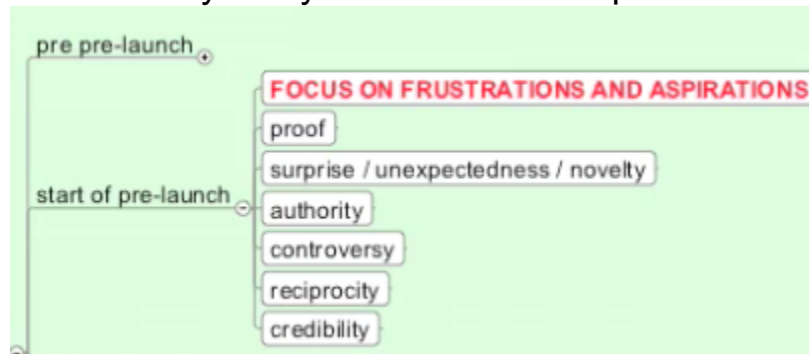 pre pre-launch
FOCUS ON FRUSTRATIONS AND ASPIRATIONS
proof
surprise / unexpectedness / novelty
start of pre-launch
authority
controversy
reciprocity
credibility